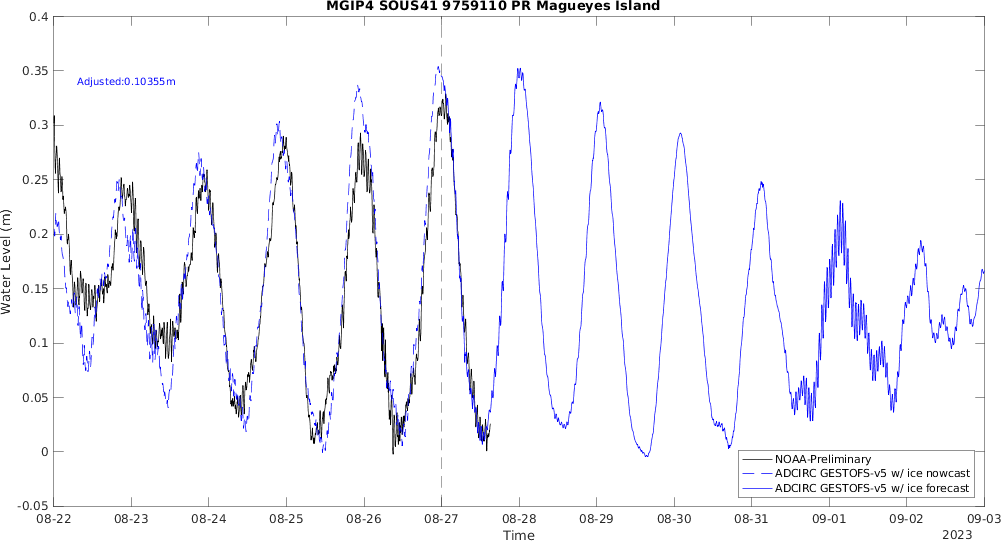 MGIP4 SOUS41 9759110 PR Magueyes Island
0.4
0.35
Adjusted:0.10355m
0.3
0.25
0.2
0.15
0.1
0.05
0
-0.05
Water Level (m)
NOAA-Preliminary
ADCIRC GESTOFS-v5 w/ ice nowcast
ADCIRC GESTOFS-v5 w/ ice forecast
08-22 08-23 08-24 08-25 08-26 08-27 08-28 08-29 08-30 08-31 09-01 09-02 09-03
Time
2023